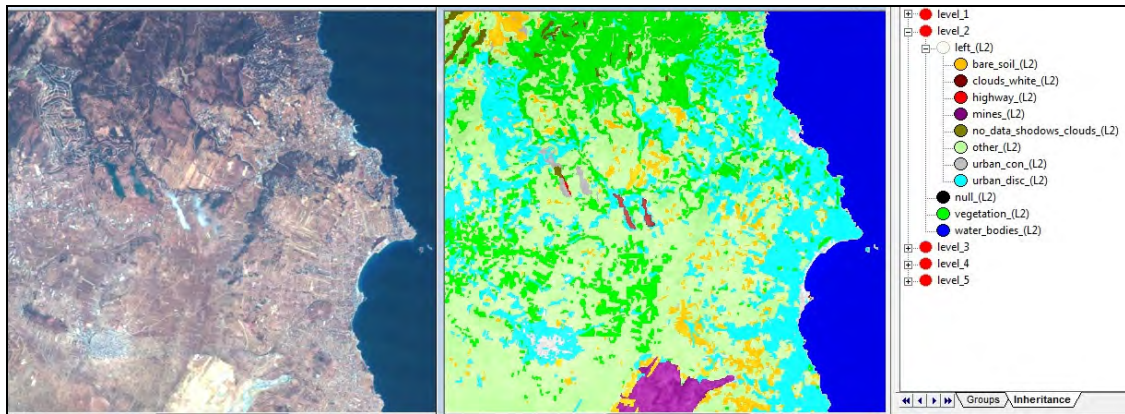 level_1
level_2
left_(L2)
bare_soil_(L2)
clouds_white_(L2)
highway_(L2)
mines_(L2)
no_data_shodows_clouds_(L2)
other_(L2)
urban_con_(L2)
urban_disc_(L2)
null_(L2)
vegetation_(L2)
water_bodies_(L2)
level_3
level_4
level_5
Groups Inheritance